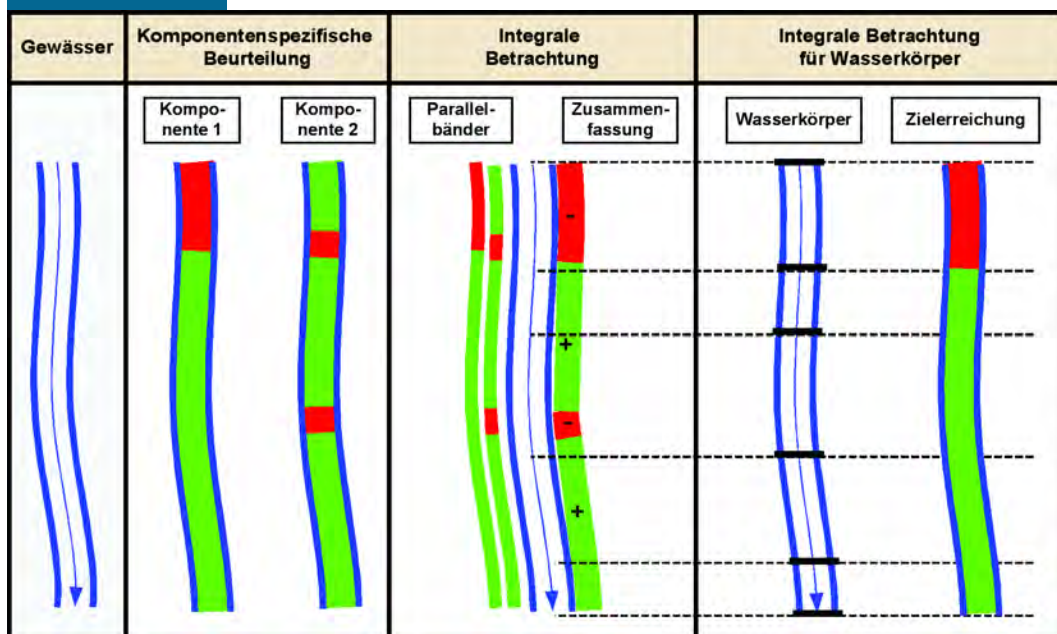 Gewässer
Komponentenspezifische
Beurteilung
Integrale
Betrachtung
Integrale Betrachtung
für Wasserkörper
Kompo-
nente 1
Kompo-
nente 2
Parallel-
bänder
Zusammen-
fassung
Wasserkörper
Zielerreichung
-
+
-
+